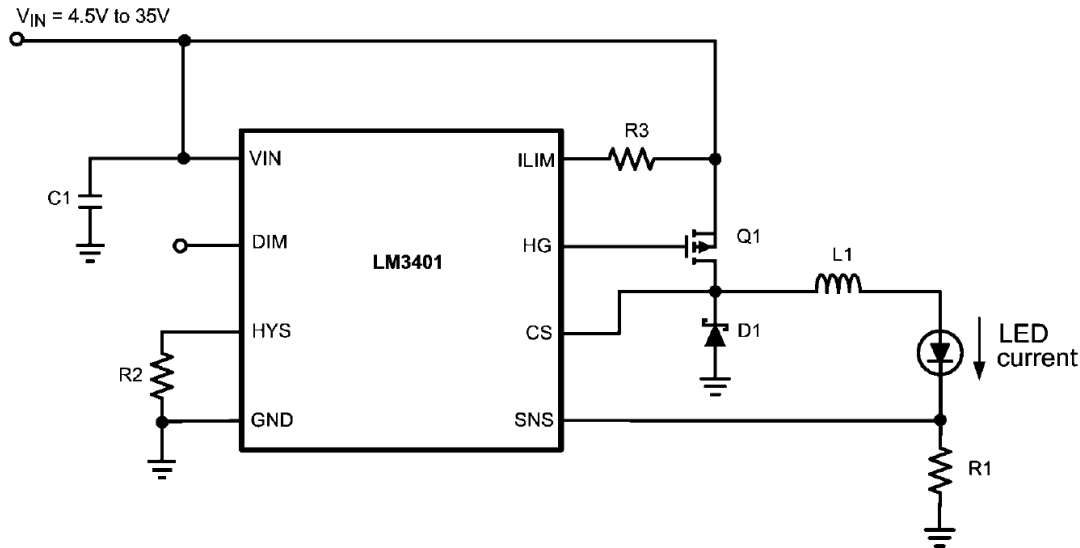 VIN = 4.5V to 35V
R3
VIN
ILIM
C1
DIM
LM3401
HG
Q1
L1
HYS
CS
D1
LED
current
R2
GND
SNS
R1